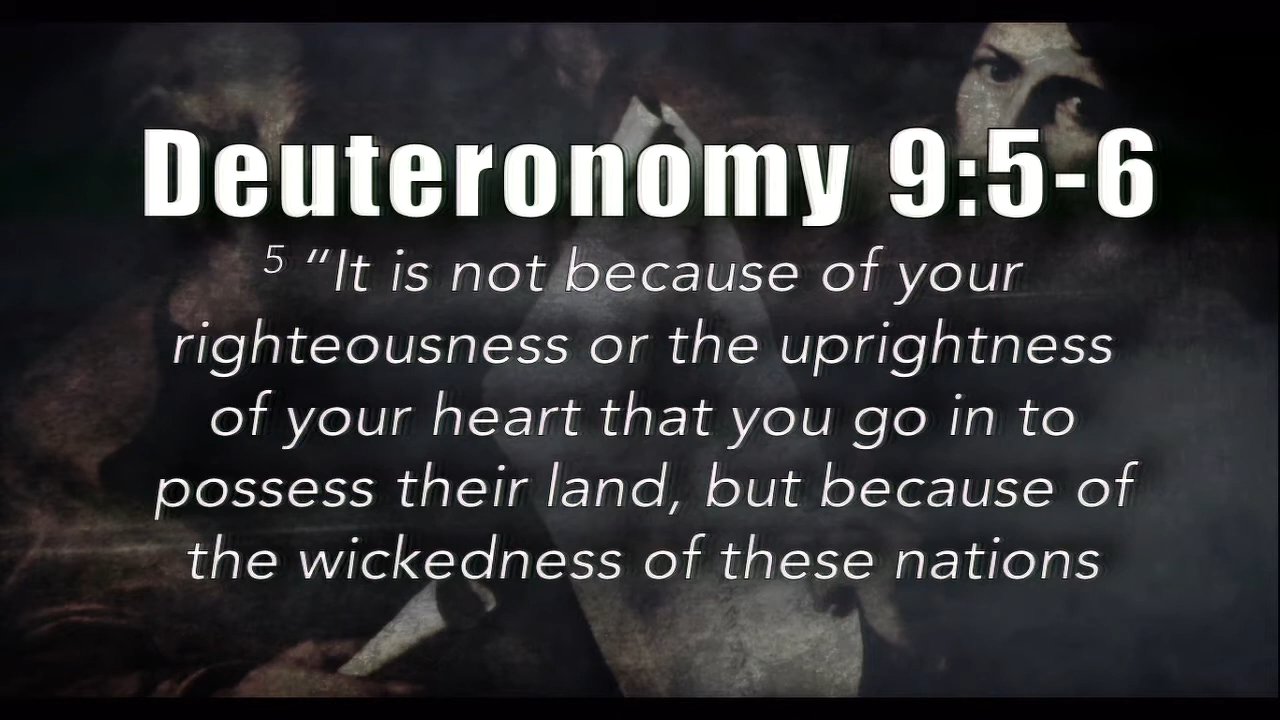 Deuteronomy 9:5-6
5 “It is not because of your
righteousness or the uprightness
of your heart that you go in to
possess their land, but because of
the wickedness of these nations